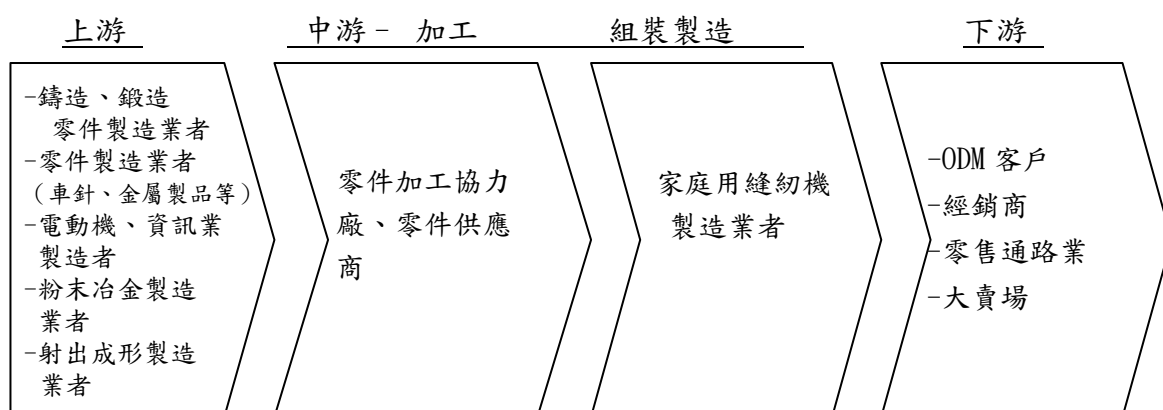 上游
中游- 加工 組裝製造
下游
-鑄造、鍛造
零件製造業者
-零件製造業者
(車針、金屬製品等)
-電動機、資訊業
製造者
-粉末冶金製造
業者
-射出成形製造
業者
零件加工協力
廠、零件供應
商
家庭用縫紉機
製造業者
-ODM 客戶
-經銷商
-零售通路業
-大賣場